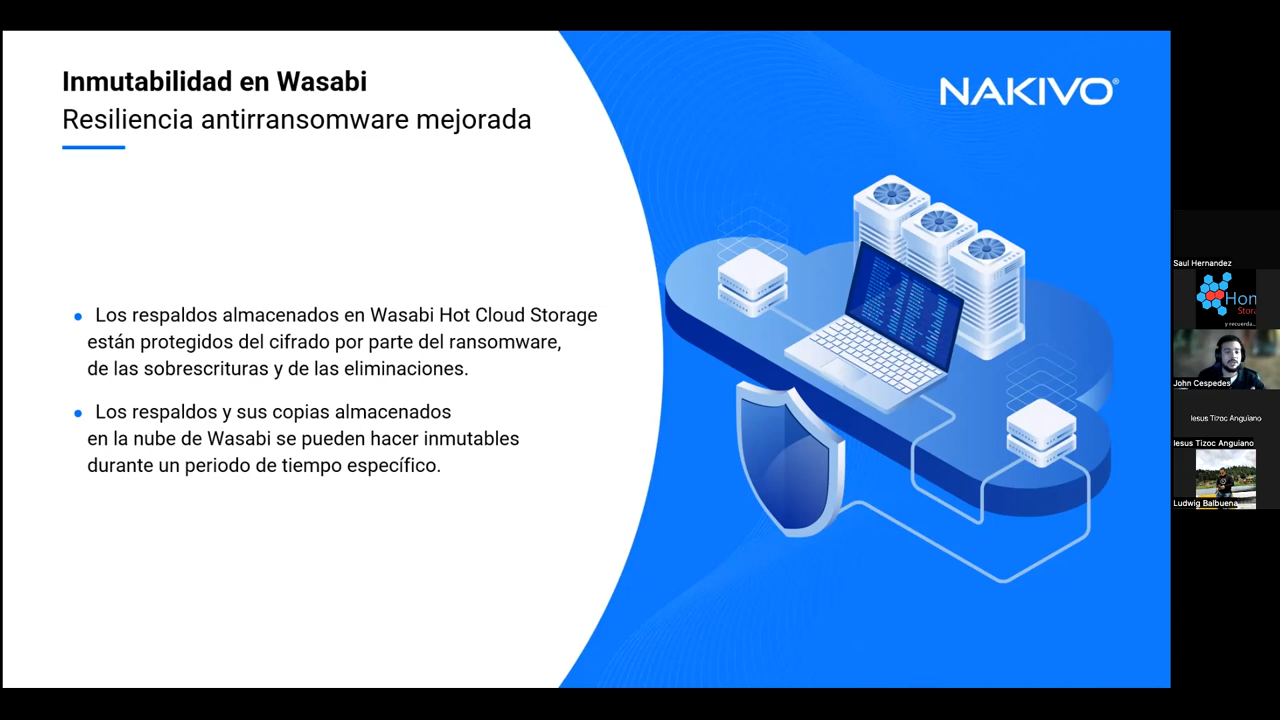 Inmutabilidad en Wasabi
Resiliencia antirransomware mejorada
NAKIVO®
Los respaldos almacenados en Wasabi Hot Cloud Storage
están protegidos del cifrado por parte del ransomware,
de las sobrescrituras y de las eliminaciones.
Los respaldos y sus copias almacenados
en la nube de Wasabi se pueden hacer inmutables
durante un periodo de tiempo específico.
Saul Hernandez
Hon
Stora
y recuerda...
John Cespedes
Iesus Tizoc Anguiano
Iesus Tizoc Anguiano
Ludwig Balbuena